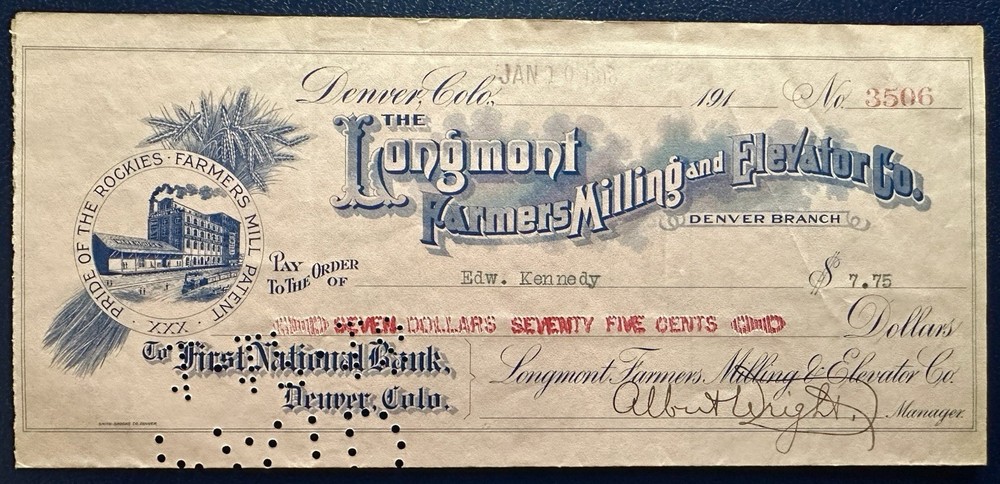 JAN 10
Denver, Colo., 191 No. 3506
THE
Longmont
Farmers Milling and Elevator Co.
DENVER BRANCH
PRIDE OF THE ROCKIES · FARMERS MILL PATENT
· XXX ·
PAY TO THE ORDER OF Edw. Kennedy $ 7.75
SEVEN DOLLARS SEVENTY FIVE CENTS Dollars
To First National Bank,
Denver, Colo.
Longmont Farmers Milling & Elevator Co.
Albert Wright. Manager.